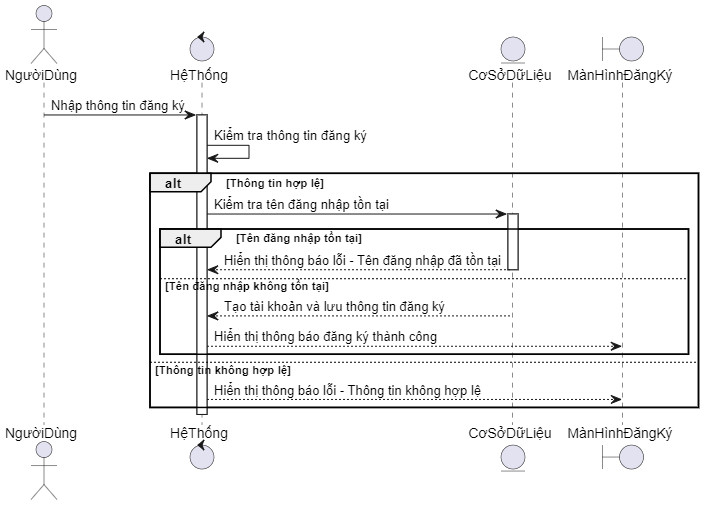 NgườiDùng HệThống CơSởDữLiệu MànHìnhĐăngKý
Nhập thông tin đăng ký
Kiểm tra thông tin đăng ký
alt [Thông tin hợp lệ]
Kiểm tra tên đăng nhập tồn tại
alt [Tên đăng nhập tồn tại]
Hiển thị thông báo lỗi - Tên đăng nhập đã tồn tại
[Tên đăng nhập không tồn tại]
Tạo tài khoản và lưu thông tin đăng ký
Hiển thị thông báo đăng ký thành công
[Thông tin không hợp lệ]
Hiển thị thông báo lỗi - Thông tin không hợp lệ
NgườiDùng HệThống CơSởDữLiệu MànHìnhĐăngKý